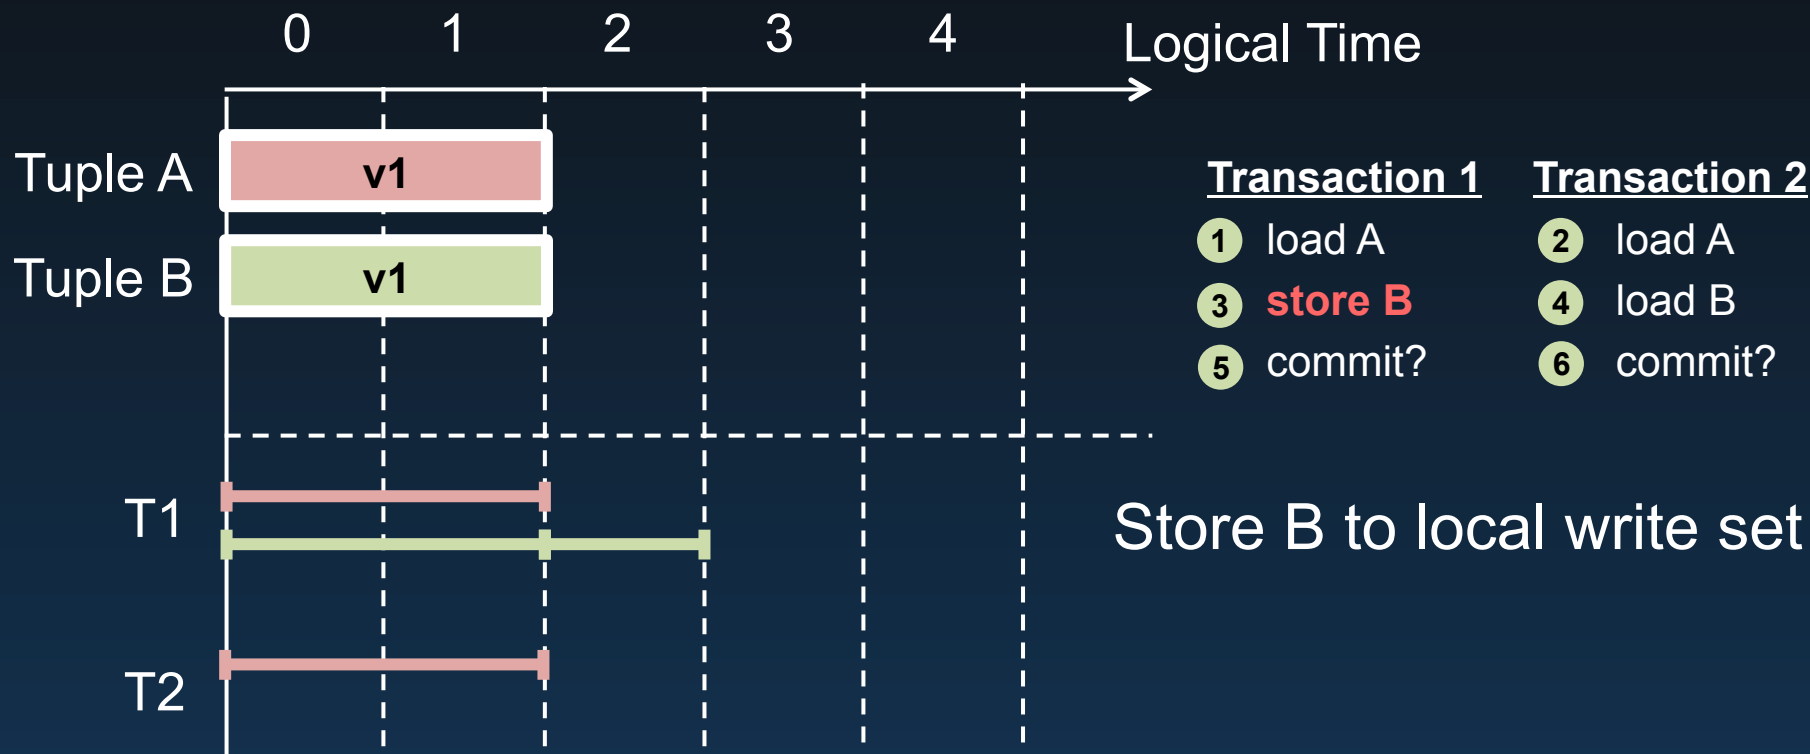 0 1 2 3 4 Logical Time
Tuple A v1
Tuple B v1
Transaction 1 Transaction 2
1 load A 2 load A
3 store B 4 load B
5 commit? 6 commit?
T1 Store B to local write set
T2